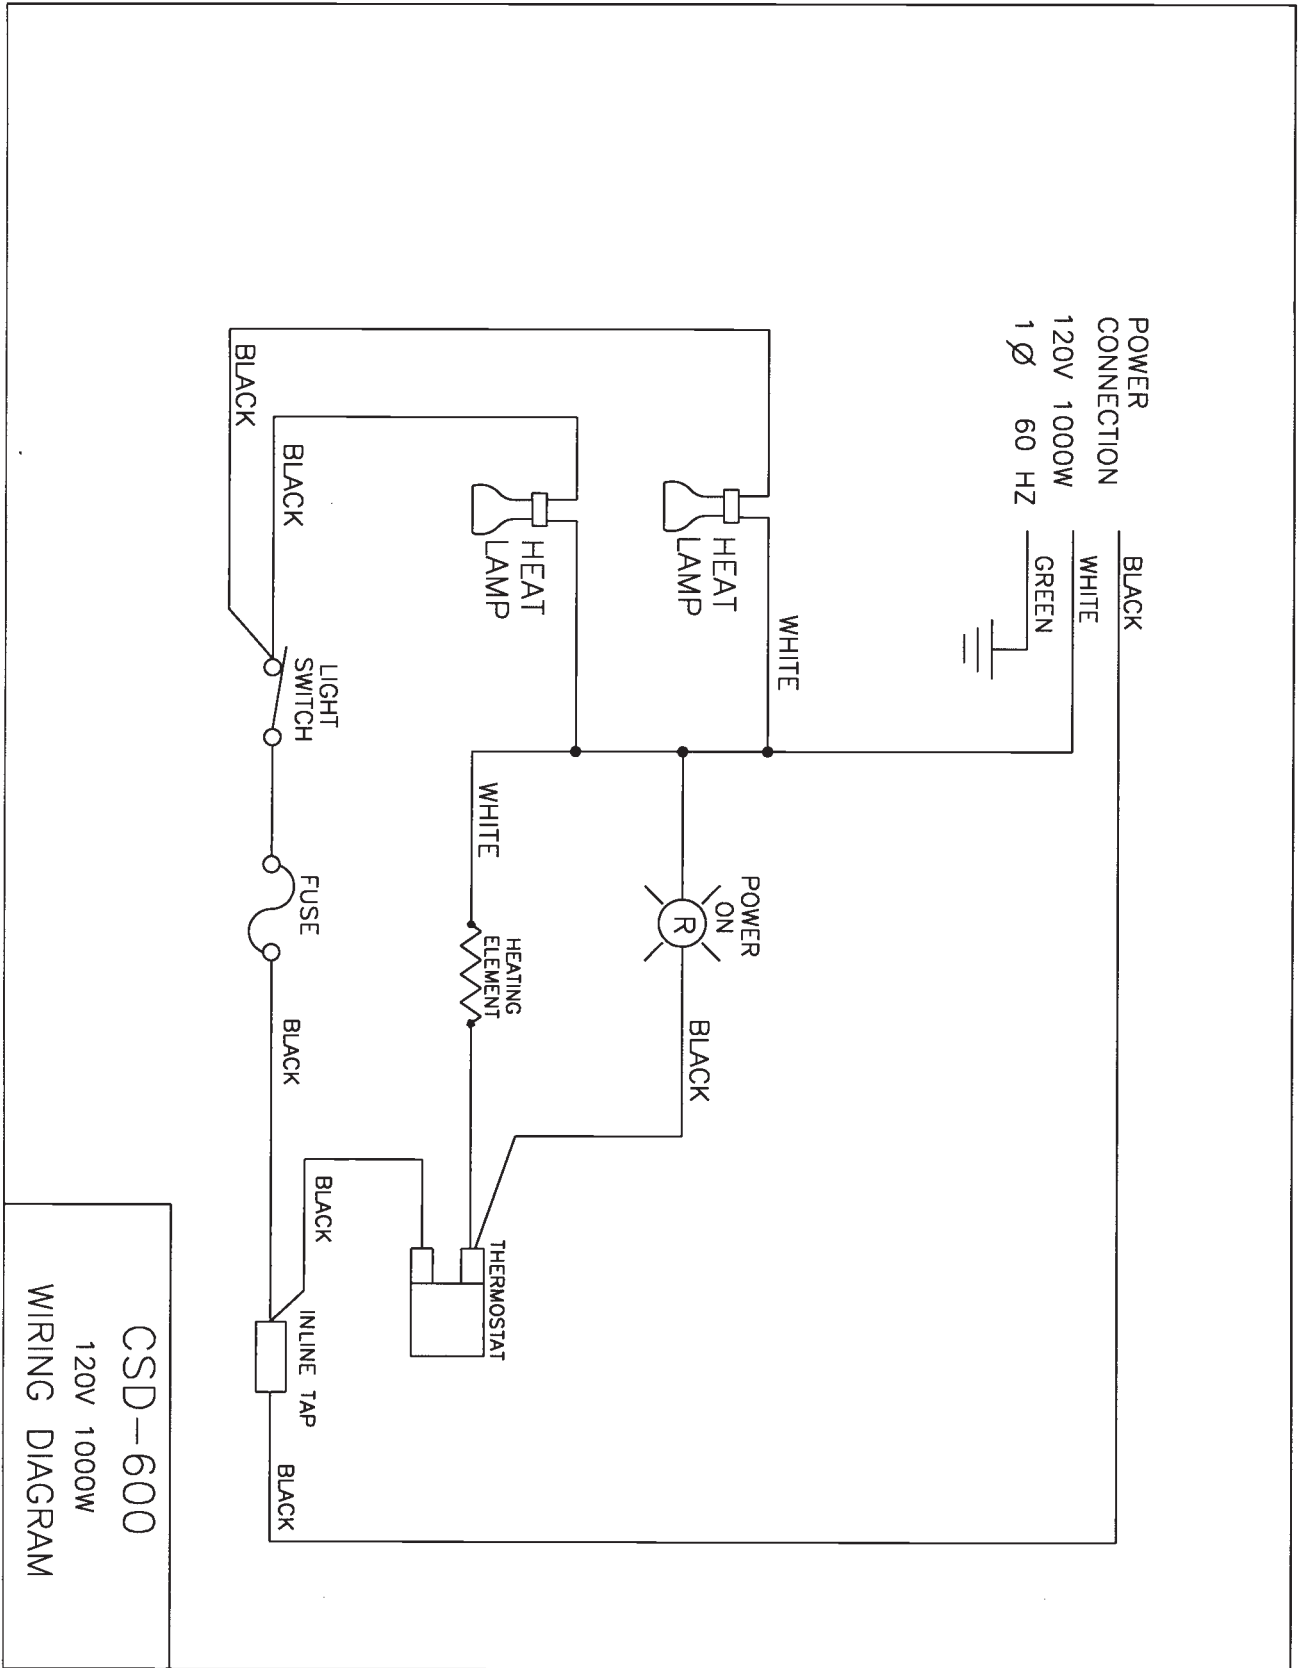 POWER
CONNECTION
120V 1000W
1Ø 60 HZ
BLACK
WHITE
GREEN
WHITE
HEAT
LAMP
HEAT
LAMP
POWER
ON
R
BLACK
WHITE
HEATING
ELEMENT
THERMOSTAT
BLACK
BLACK
LIGHT
SWITCH
FUSE
BLACK
BLACK
INLINE TAP
BLACK
CSD-600
120V 1000W
WIRING DIAGRAM